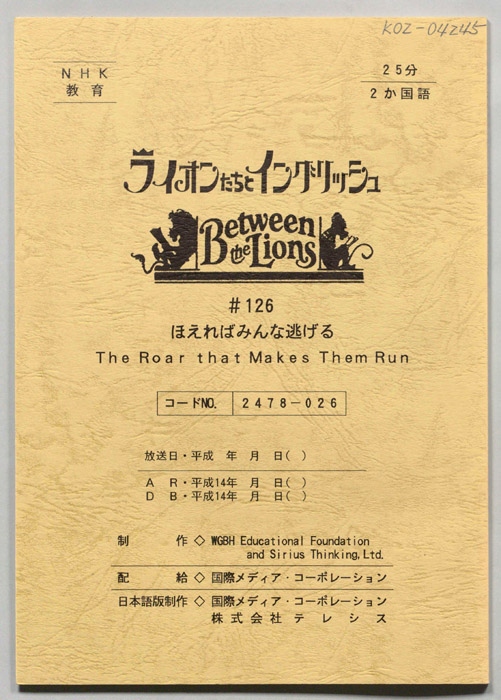 KOZ-04245
NHK
教育
25分
2か国語
ライオンたちとイングリッシュ
Between
the Lions
#126
ほえればみんな逃げる
The Roar that Makes Them Run
コードNO. 2478-026
放送日・平成 年 月 日( )
A R・平成14年 月 日( )
D B・平成14年 月 日( )
制 作◇WGBH Educational Foundation
and Sirius Thinking,Ltd.
配 給◇国際メディア・コーポレーション
日本語版制作◇国際メディア・コーポレーション
株式会社テレシス